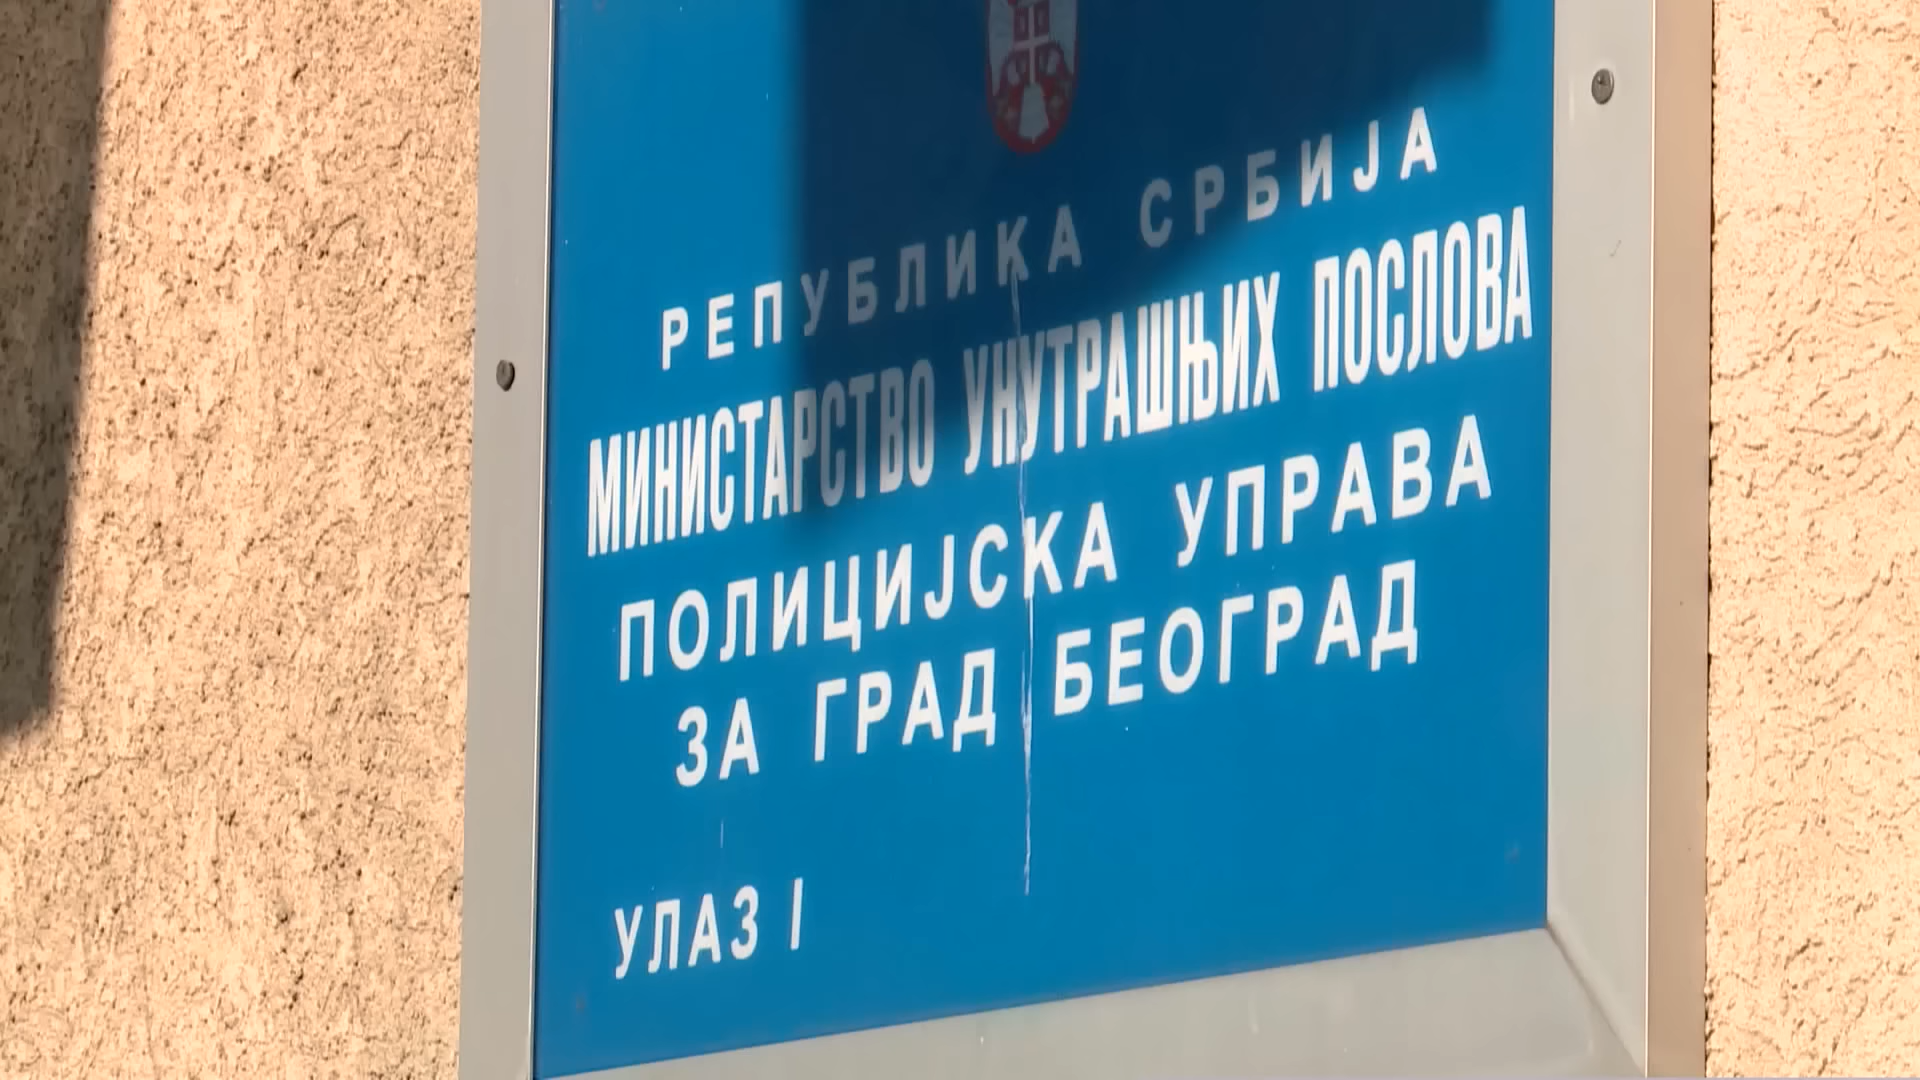 РЕПУБЛИКА СРБИЈА
МИНИСТАРСТВО УНУТРАШЊИХ ПОСЛОВА
ПОЛИЦИЈСКА УПРАВА
ЗА ГРАД БЕОГРАД
УЛАЗ I